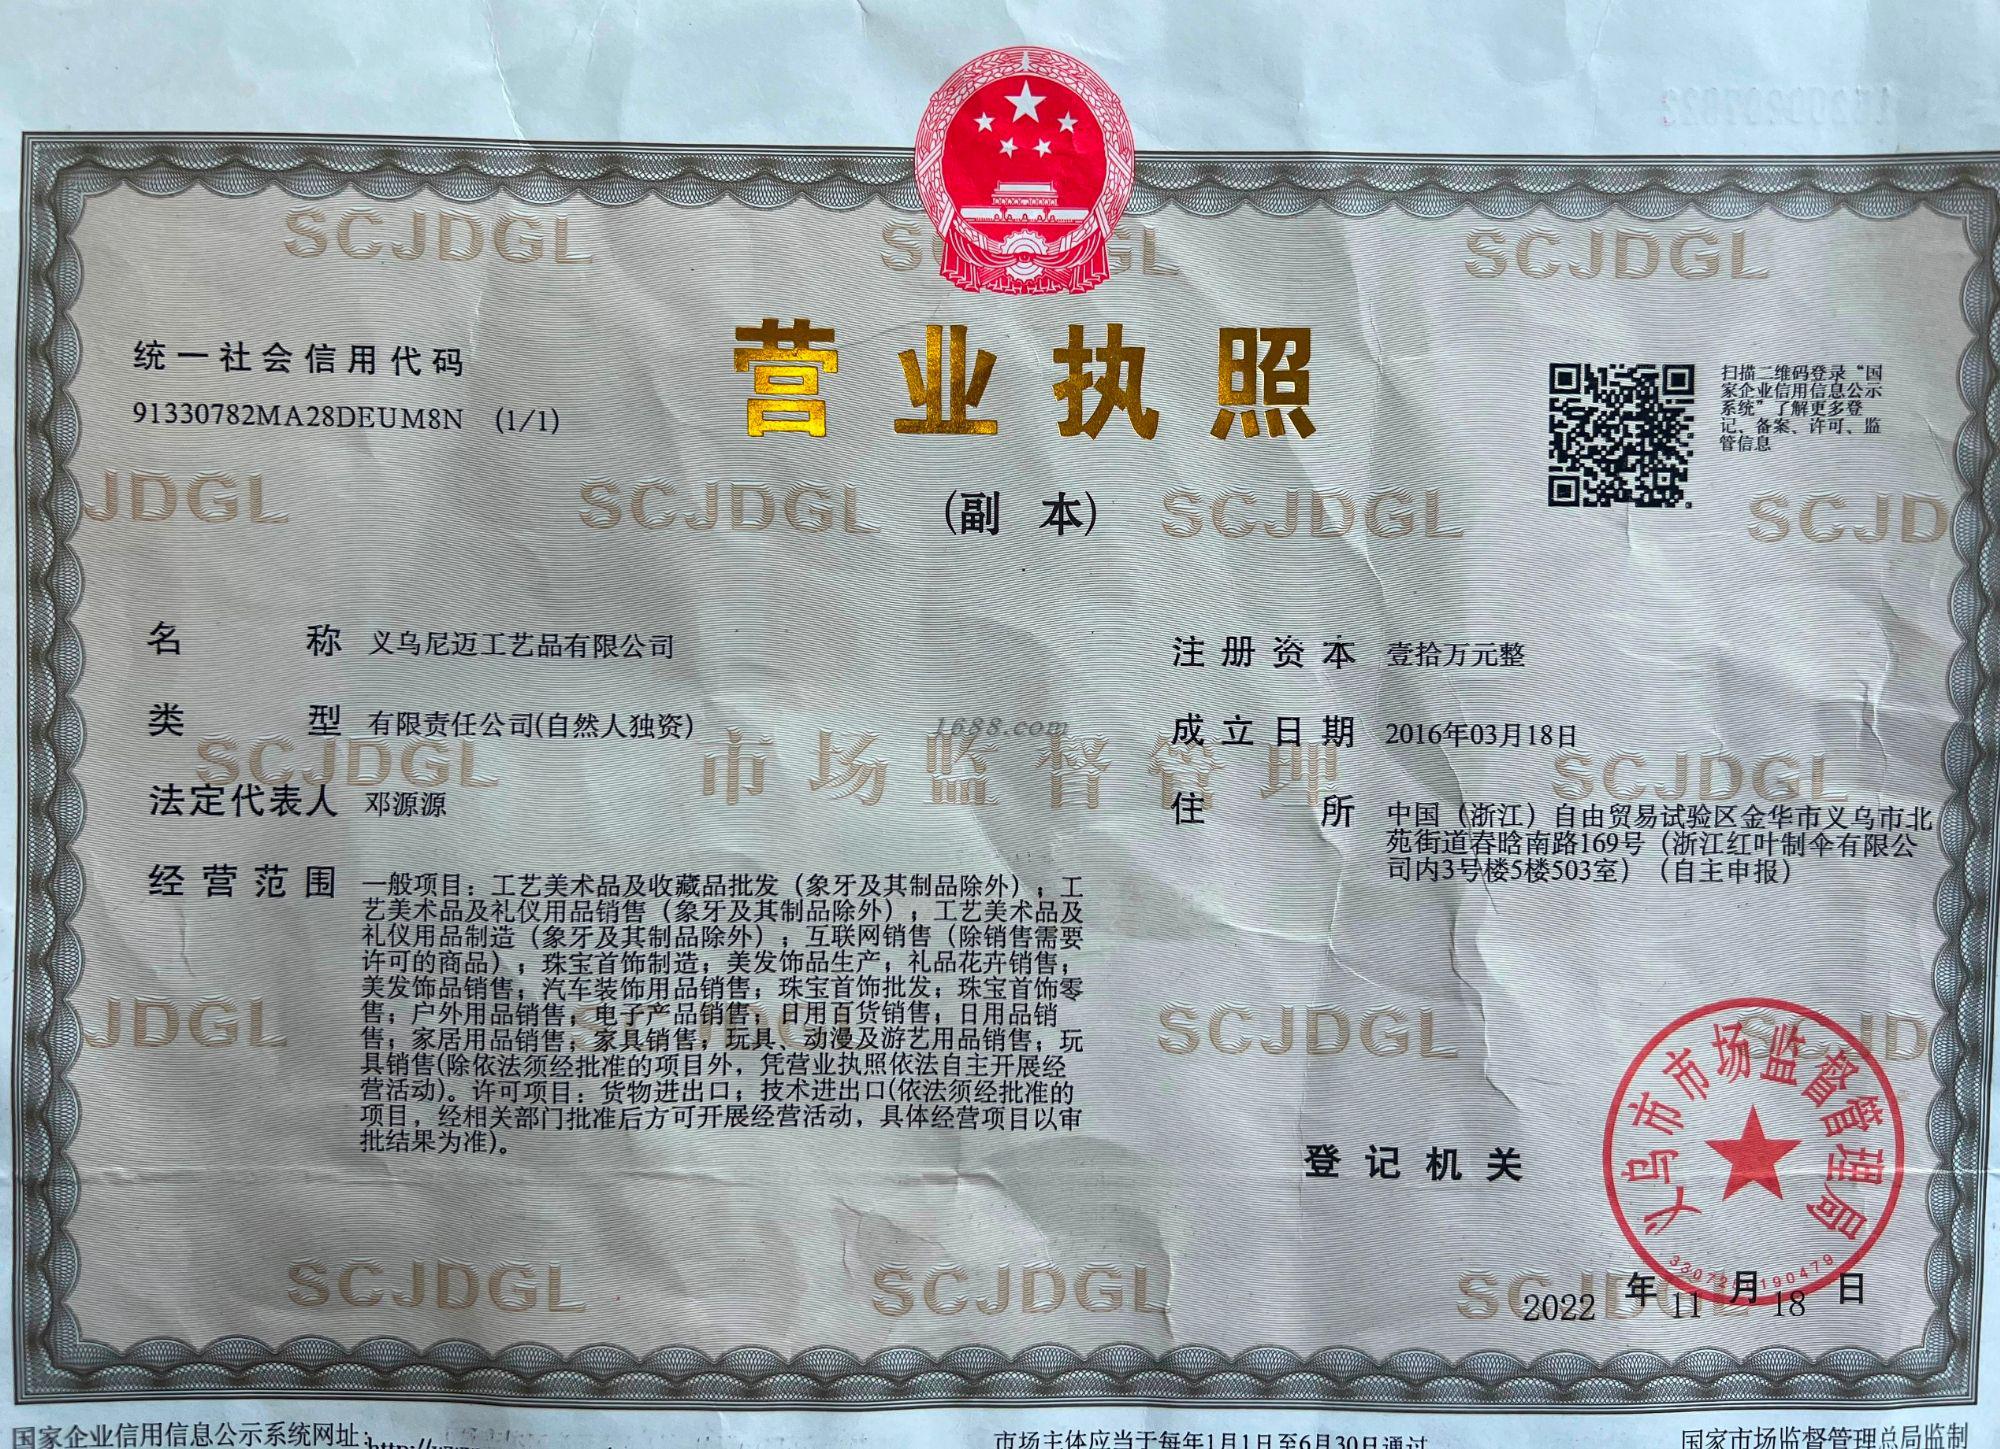 统一社会信用代码
91330782MA28DEUM8N (1/1)
营业执照
(副 本)
扫描二维码登录“国
家企业信用信息公示
系统”了解更多登
记、备案、许可、监
管信息
名 称 义乌尼迈工艺品有限公司
类 型 有限责任公司(自然人独资)
法定代表人 邓源源
经营范围 一般项目：工艺美术品及收藏品批发（象牙及其制品除外）；工
艺美术品及礼仪用品销售（象牙及其制品除外）；工艺美术品及
礼仪用品制造（象牙及其制品除外）；互联网销售（除销售需要
许可的商品）；珠宝首饰制造；美发饰品生产；礼品花卉销售；
美发饰品销售；汽车装饰用品销售；珠宝首饰批发；珠宝首饰零
售；户外用品销售；电子产品销售；日用百货销售；日用品销
售；家居用品销售；家具销售；玩具、动漫及游艺用品销售；玩
具销售(除依法须经批准的项目外，凭营业执照依法自主开展经
营活动)。许可项目：货物进出口；技术进出口(依法须经批准的
项目，经相关部门批准后方可开展经营活动，具体经营项目以审
批结果为准)。
注册资本 壹拾万元整
成立日期 2016年03月18日
住 所 中国（浙江）自由贸易试验区金华市义乌市北
苑街道春晗南路169号（浙江红叶制伞有限公
司内3号楼5楼503室）（自主申报）
1688.com
SCJDGL
市场监督管理
登记机关
义乌市市场监督管理局
2022 年 11 月 18 日
国家企业信用信息公示系统网址：
市场主体应当于每年1月1日至6月30日通过
国家市场监督管理总局监制